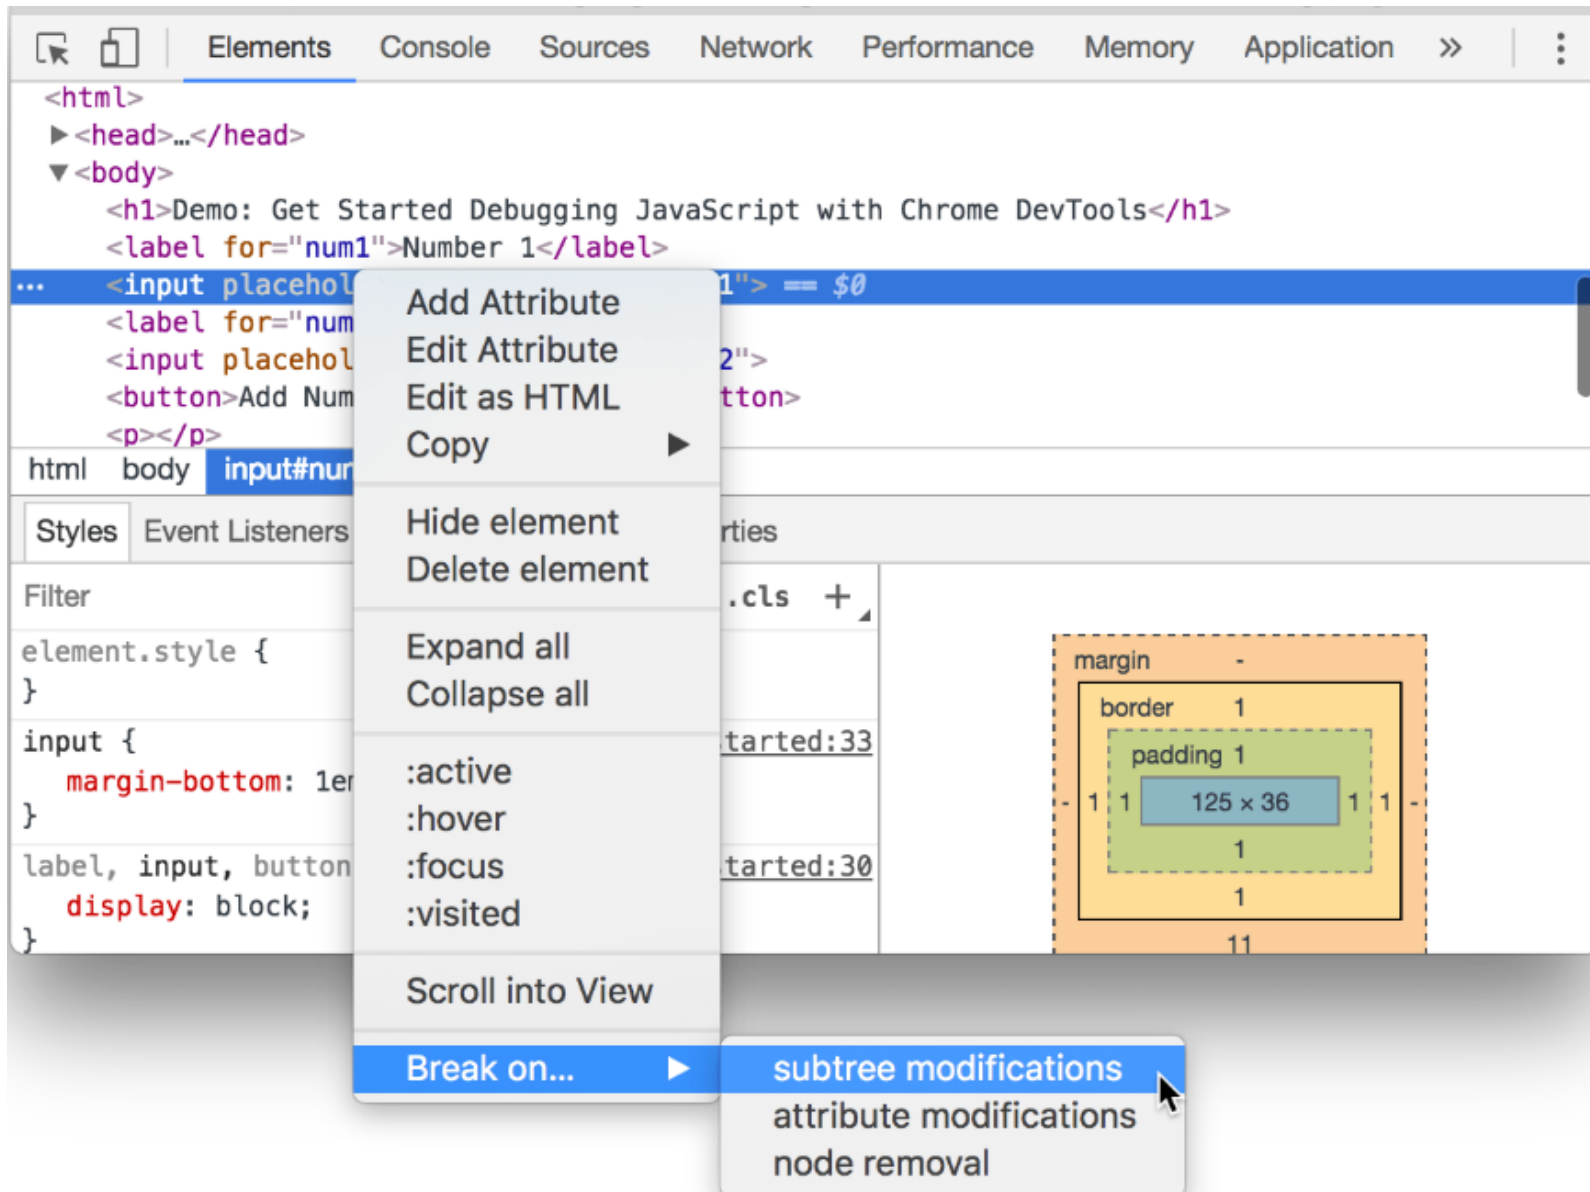 Elements Console Sources Network Performance Memory Application »
<html>
▶<head>…</head>
▼<body>
<h1>Demo: Get Started Debugging JavaScript with Chrome DevTools</h1>
<label for="num1">Number 1</label>
… <input placehol 1"> == $0
<label for="num
<input placehol 2">
<button>Add Num tton>
<p></p>
html body input#nu
Styles Event Listeners rties
Filter .cls +
element.style {
}
input { tarted:33
margin-bottom: 1e
}
label, input, button tarted:30
display: block;
}
Add Attribute
Edit Attribute
Edit as HTML
Copy ▶
Hide element
Delete element
Expand all
Collapse all
:active
:hover
:focus
:visited
Scroll into View
Break on... ▶
subtree modifications
attribute modifications
node removal
margin -
border 1
padding 1
- 1 1 125 × 36 1 1 -
1
1
11